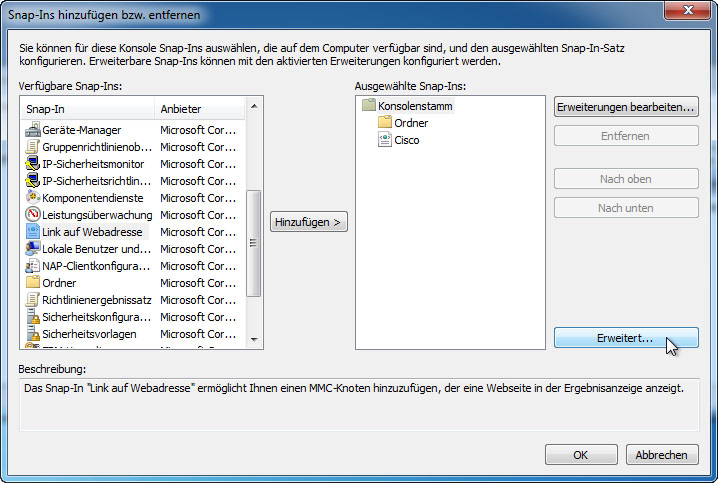 Snap-Ins hinzufügen bzw. entfernen
Sie können für diese Konsole Snap-Ins auswählen, die auf dem Computer verfügbar sind, und den ausgewählten Snap-In-Satz
konfigurieren. Erweiterbare Snap-Ins können mit den aktivierten Erweiterungen konfiguriert werden.
Verfügbare Snap-Ins:
Snap-In Anbieter
Geräte-Manager Microsoft Cor...
Gruppenrichtlinienob... Microsoft Cor...
IP-Sicherheitsmonitor Microsoft Cor...
IP-Sicherheitsrichtlin... Microsoft Cor...
Komponentendienste Microsoft Cor...
Leistungsüberwachung Microsoft Cor...
Link auf Webadresse Microsoft Cor...
Lokale Benutzer und... Microsoft Cor...
NAP-Clientkonfigura... Microsoft Cor...
Ordner Microsoft Cor...
Richtlinienergebnissatz Microsoft Cor...
Sicherheitskonfigura... Microsoft Cor...
Sicherheitsvorlagen Microsoft Cor...
Hinzufügen >
Ausgewählte Snap-Ins:
Konsolenstamm
Ordner
Cisco
Erweiterungen bearbeiten...
Entfernen
Nach oben
Nach unten
Erweitert...
Beschreibung:
Das Snap-In "Link auf Webadresse" ermöglicht Ihnen einen MMC-Knoten hinzuzufügen, der eine Webseite in der Ergebnisanzeige anzeigt.
OK
Abbrechen